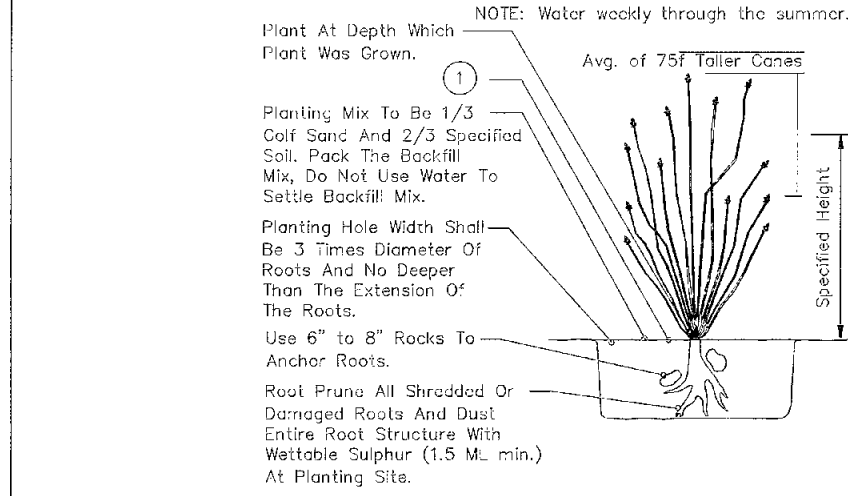 NOTE: Water weekly through the summer.
Plant At Depth Which
Plant Was Grown.
Avg. of 75f Taller Canes
1
Planting Mix To Be 1/3
Golf Sand And 2/3 Specified
Soil. Pack The Backfill
Mix, Do Not Use Water To
Settle Backfill Mix.
Planting Hole Width Shall
Be 3 Times Diameter Of
Roots And No Deeper
Than The Extension Of
The Roots.
Specified Height
Use 6" to 8" Rocks To
Anchor Roots.
Root Prune All Shredded Or
Damaged Roots And Dust
Entire Root Structure With
Wettable Sulphur (1.5 ML min.)
At Planting Site.